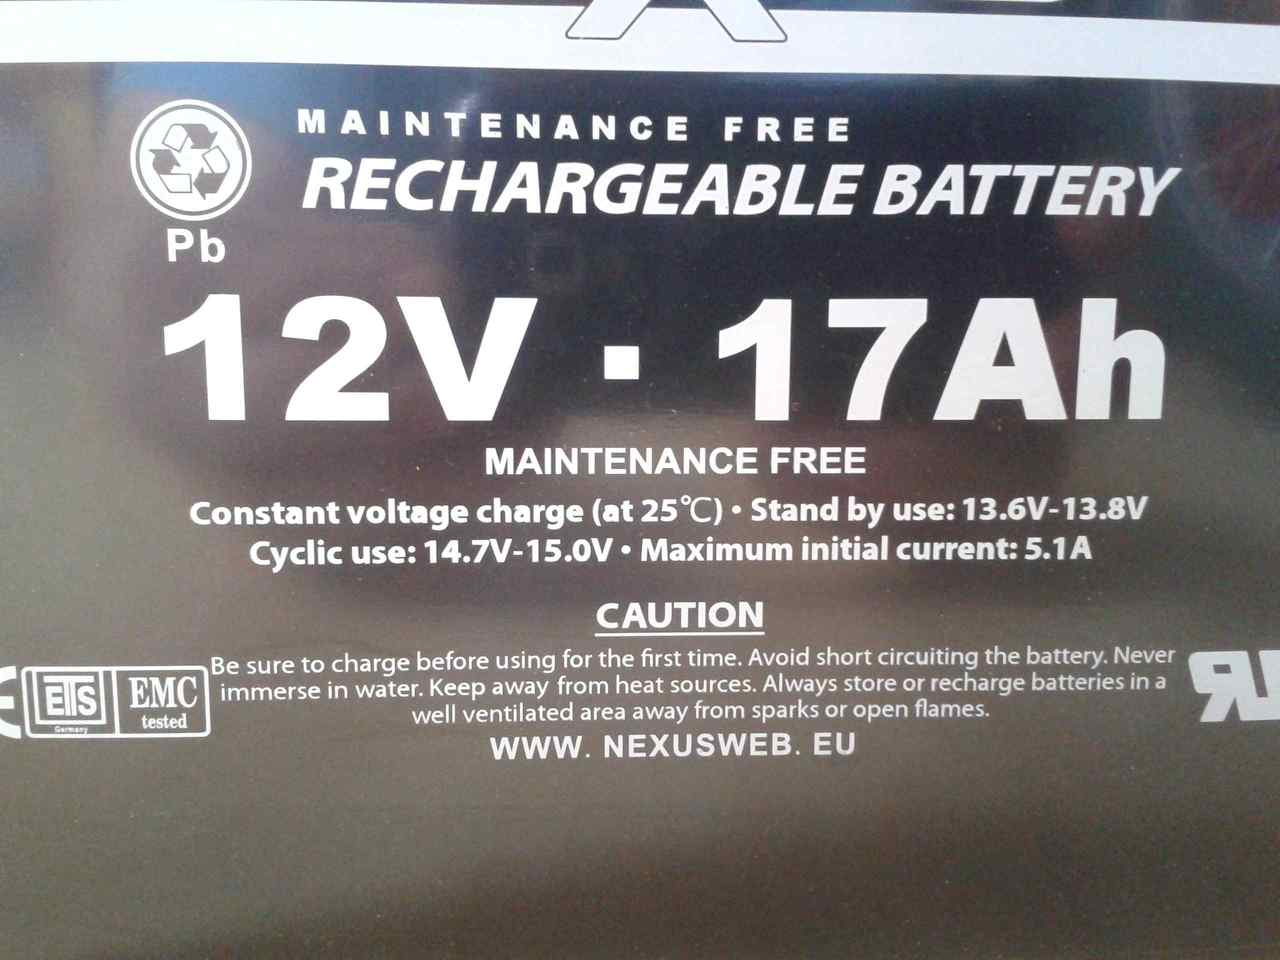 MAINTENANCE FREE
RECHARGEABLE BATTERY
Pb
12V · 17Ah
MAINTENANCE FREE
Constant voltage charge (at 25℃) • Stand by use: 13.6V-13.8V
Cyclic use: 14.7V-15.0V • Maximum initial current: 5.1A
CAUTION
Be sure to charge before using for the first time. Avoid short circuiting the battery. Never
immerse in water. Keep away from heat sources. Always store or recharge batteries in a
well ventilated area away from sparks or open flames.
ETS
Germany
EMC
tested
WWW. NEXUSWEB. EU